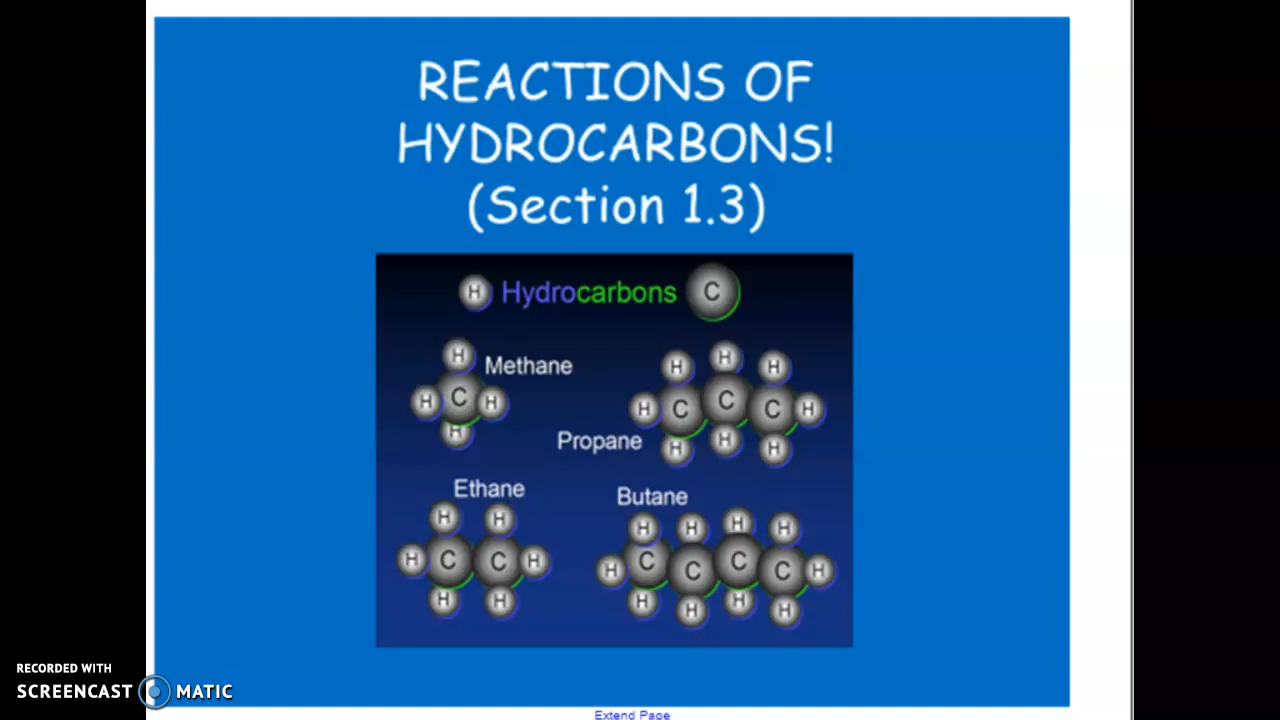 REACTIONS OF
HYDROCARBONS!
(Section 1.3)
H Hydrocarbons C
H
Methane
H C H
H
H H H
H C C C H
Propane
H H H
Ethane
H H
H C C H
H H
Butane
H H H H
H C C C C H
H H H H
RECORDED WITH
SCREENCAST MATIC
Extend Page